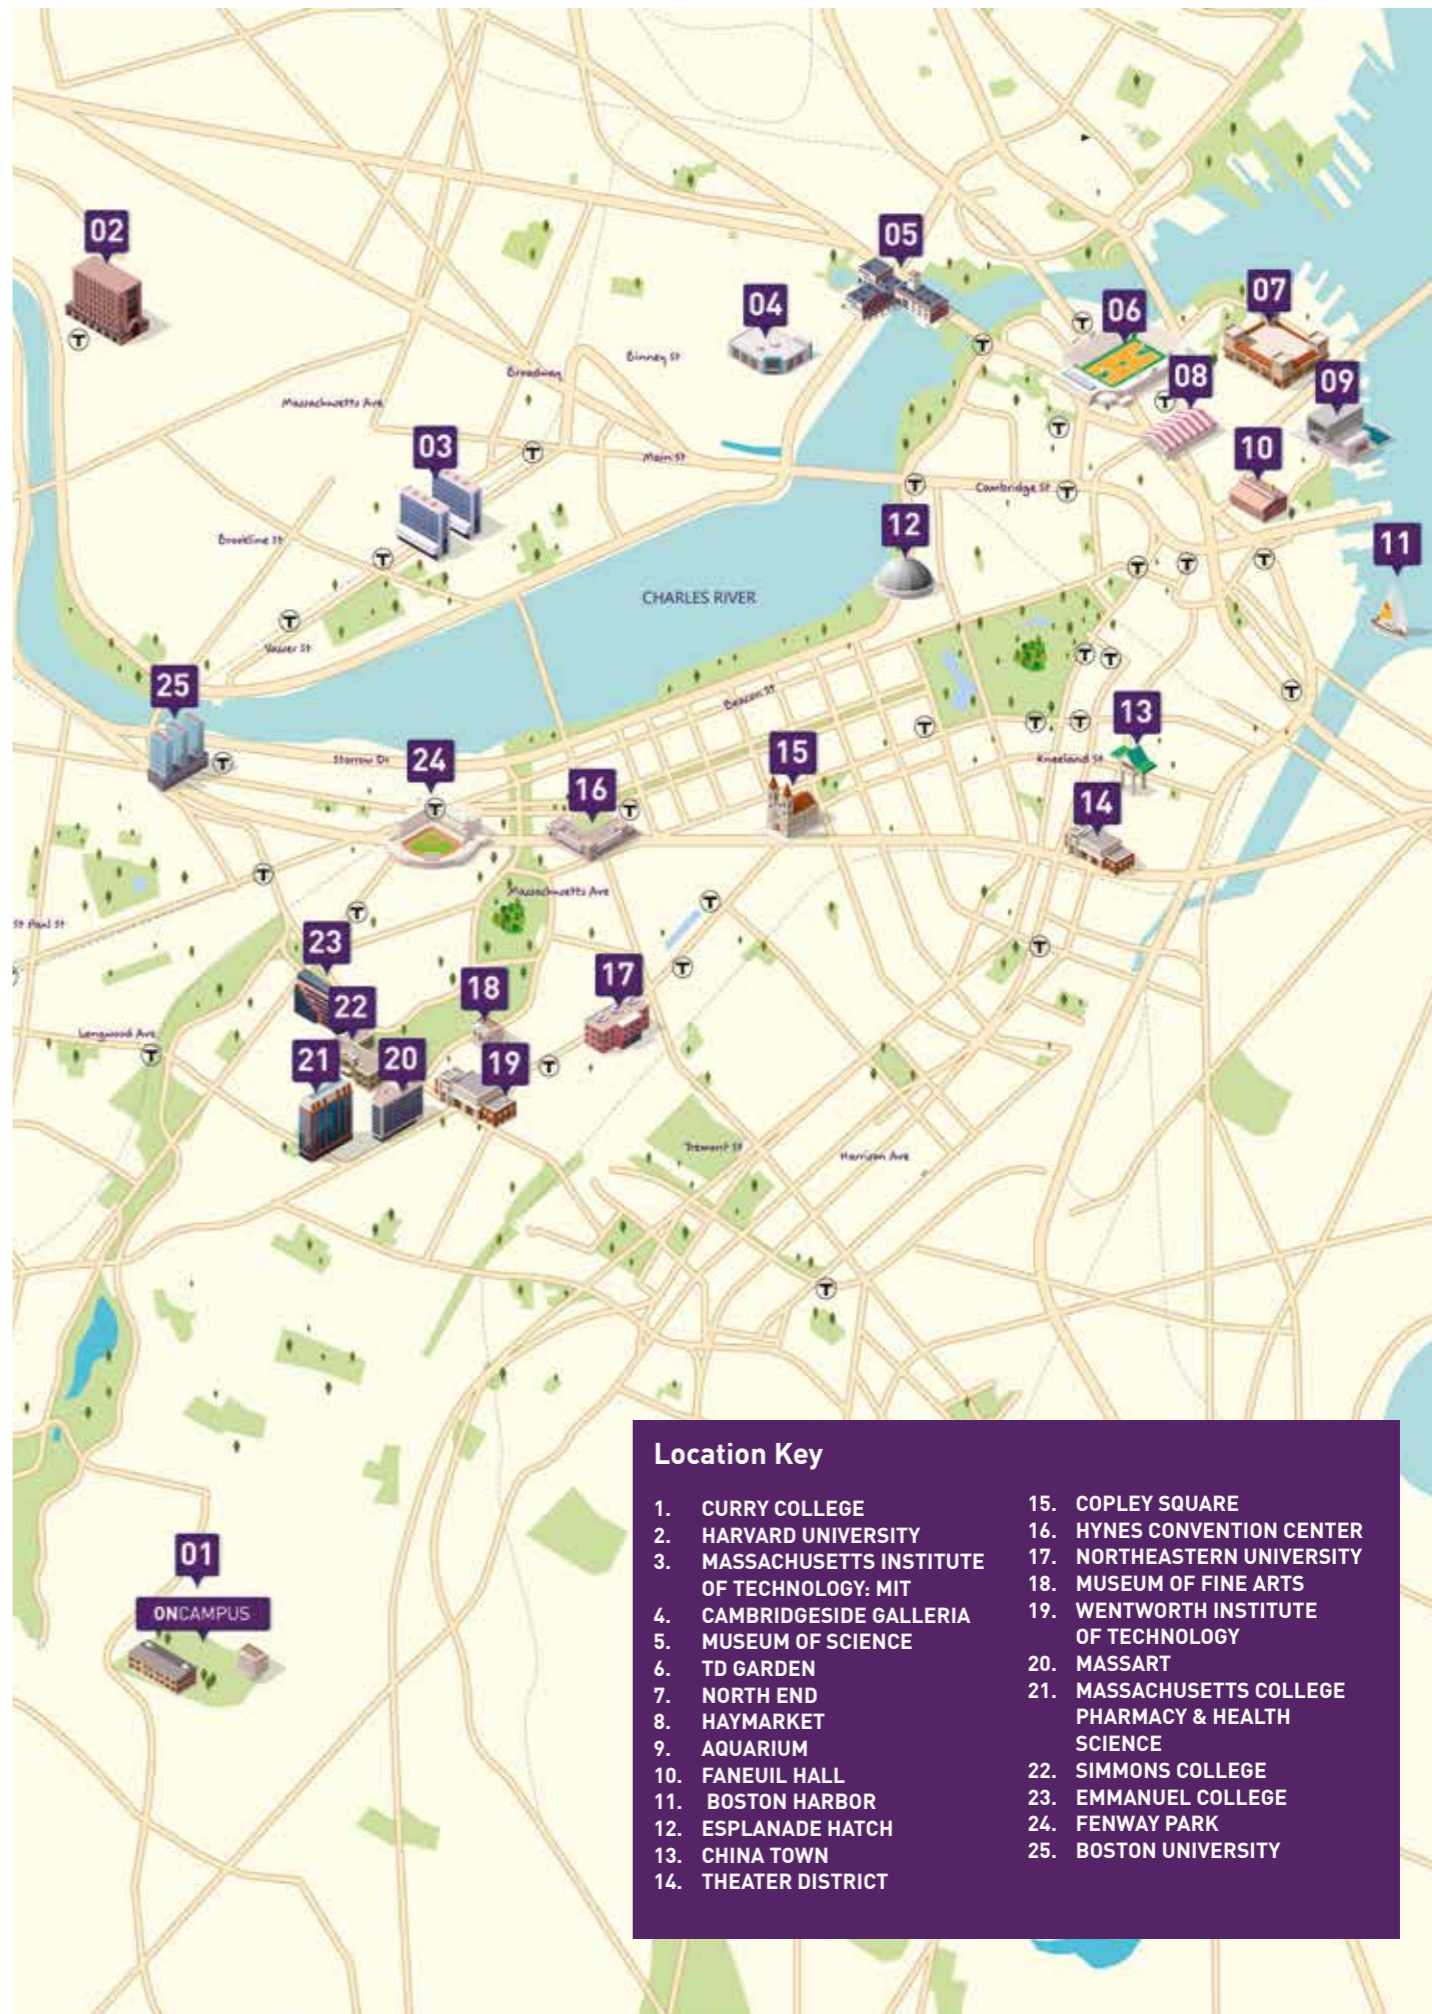 02
05
07
04
06
08
09
Binney St
Broadway
Massachusetts Ave
03
10
Main St
Cambridge St
12
11
Brookline St
CHARLES RIVER
Vassar St
25
Beacon St
13
24
15
Storrow Dr
Kneeland St
16
14
Massachusetts Ave
St Paul St
23
17
18
22
Longwood Ave
21
20
19
Tremont St
Harrison Ave
01
ONCAMPUS
Location Key
1. CURRY COLLEGE
2. HARVARD UNIVERSITY
3. MASSACHUSETTS INSTITUTE
OF TECHNOLOGY: MIT
4. CAMBRIDGESIDE GALLERIA
5. MUSEUM OF SCIENCE
6. TD GARDEN
7. NORTH END
8. HAYMARKET
9. AQUARIUM
10. FANEUIL HALL
11. BOSTON HARBOR
12. ESPLANADE HATCH
13. CHINA TOWN
14. THEATER DISTRICT
15. COPLEY SQUARE
16. HYNES CONVENTION CENTER
17. NORTHEASTERN UNIVERSITY
18. MUSEUM OF FINE ARTS
19. WENTWORTH INSTITUTE
OF TECHNOLOGY
20. MASSART
21. MASSACHUSETTS COLLEGE
PHARMACY & HEALTH
SCIENCE
22. SIMMONS COLLEGE
23. EMMANUEL COLLEGE
24. FENWAY PARK
25. BOSTON UNIVERSITY